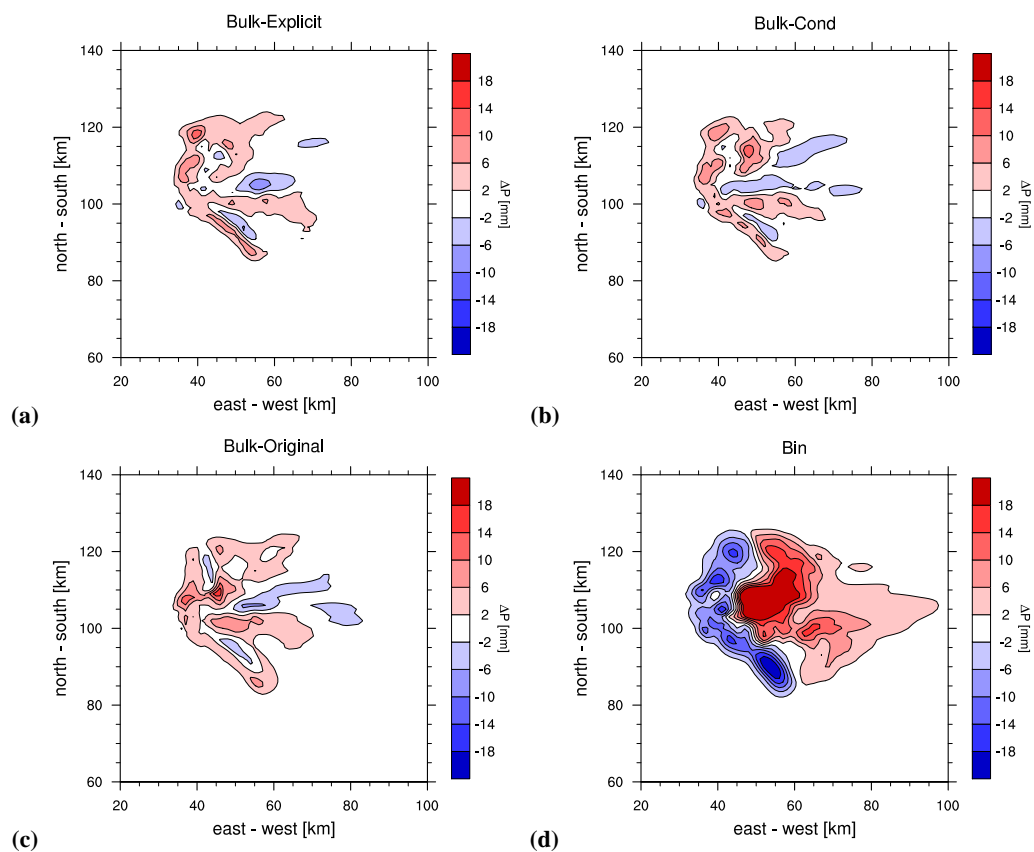 Bulk-Explicit
140
120
100
80
60
north - south [km]
20 40 60 80 100
east - west [km]
18
14
10
6
2
-2
-6
-10
-14
-18
ΔP [mm]
(a)
Bulk-Cond
140
120
100
80
60
north - south [km]
20 40 60 80 100
east - west [km]
18
14
10
6
2
-2
-6
-10
-14
-18
ΔP [mm]
(b)
Bulk-Original
140
120
100
80
60
north - south [km]
20 40 60 80 100
east - west [km]
18
14
10
6
2
-2
-6
-10
-14
-18
ΔP [mm]
(c)
Bin
140
120
100
80
60
north - south [km]
20 40 60 80 100
east - west [km]
18
14
10
6
2
-2
-6
-10
-14
-18
ΔP [mm]
(d)